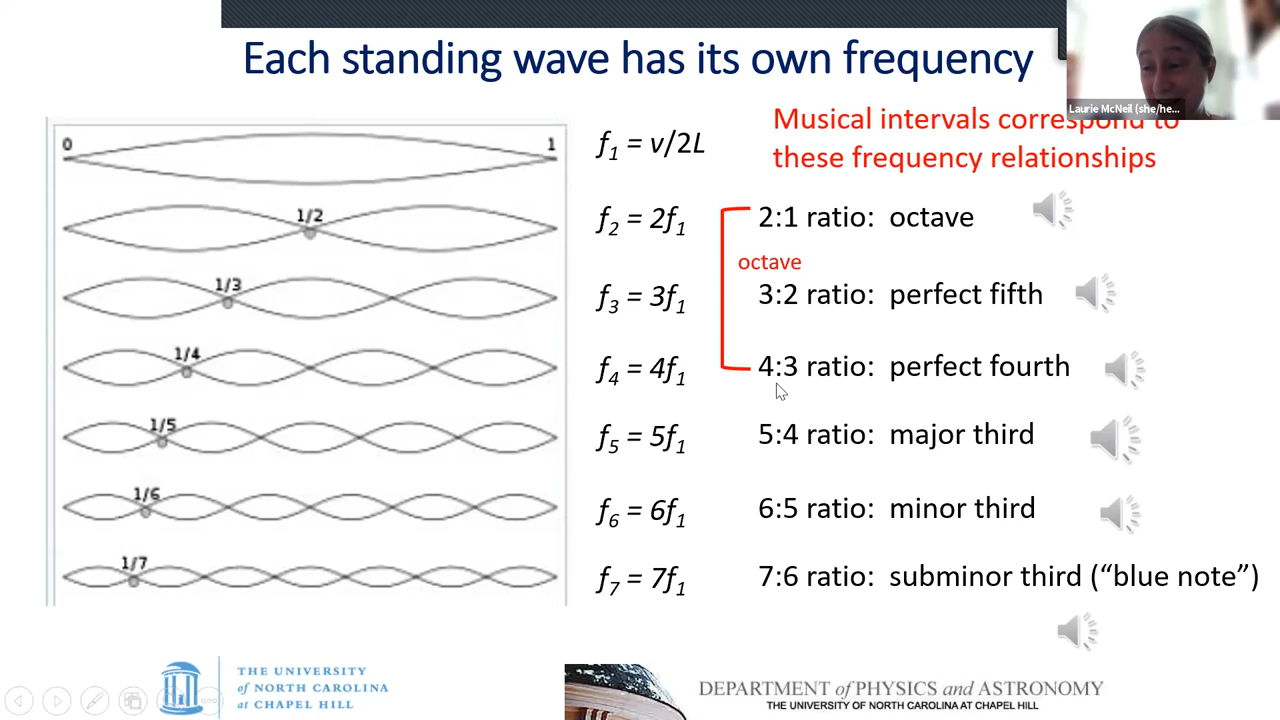 Each standing wave has its own frequency
Laurie McNeil (she/he...
Musical intervals correspond to
these frequency relationships
0
1
f₁ = v/2L
1/2
f₂ = 2f₁
2:1 ratio: octave
octave
1/3
f₃ = 3f₁
3:2 ratio: perfect fifth
1/4
f₄ = 4f₁
4:3 ratio: perfect fourth
1/5
f₅ = 5f₁
5:4 ratio: major third
1/6
f₆ = 6f₁
6:5 ratio: minor third
1/7
f₇ = 7f₁
7:6 ratio: subminor third (“blue note”)
THE UNIVERSITY
of NORTH CAROLINA
at CHAPEL HILL
DEPARTMENT of PHYSICS and ASTRONOMY
THE UNIVERSITY OF NORTH CAROLINA AT CHAPEL HILL